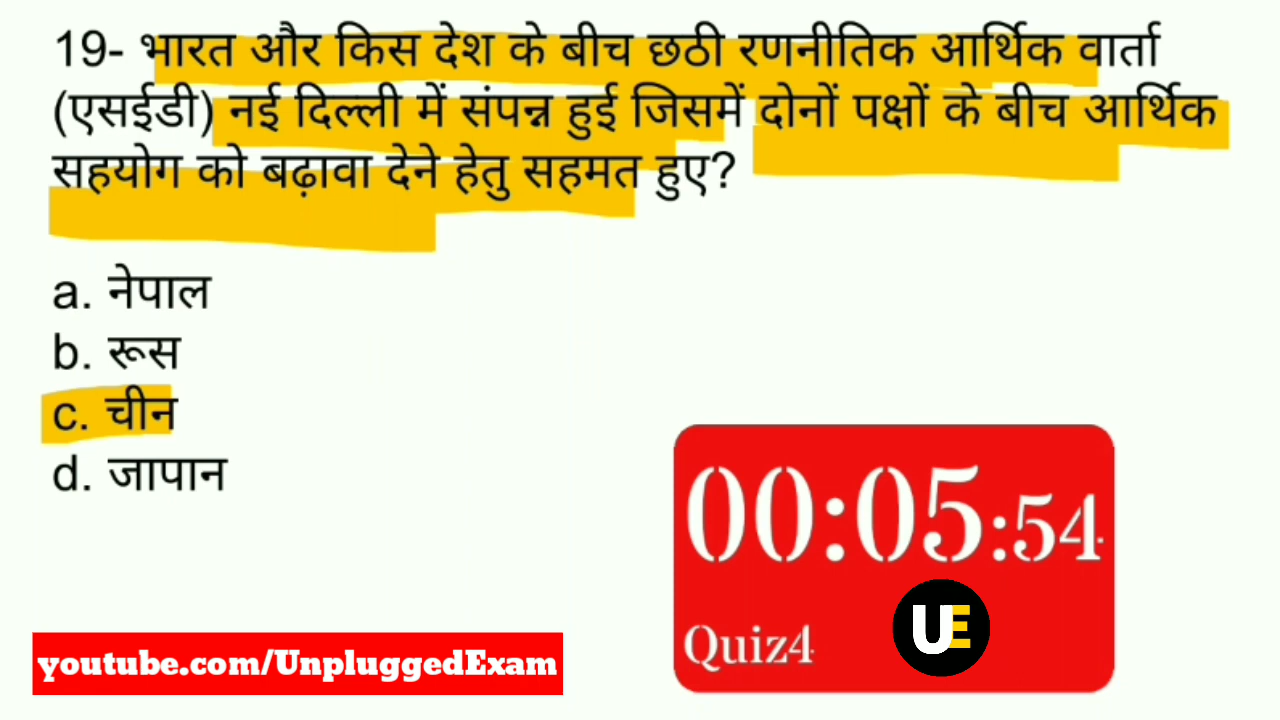 19- भारत और किस देश के बीच छठी रणनीतिक आर्थिक वार्ता
(एसईडी) नई दिल्ली में संपन्न हुई जिसमें दोनों पक्षों के बीच आर्थिक
सहयोग को बढ़ावा देने हेतु सहमत हुए?
a. नेपाल
b. रूस
c. चीन
d. जापान
00:05:54
Quiz4
UE
youtube.com/UnpluggedExam